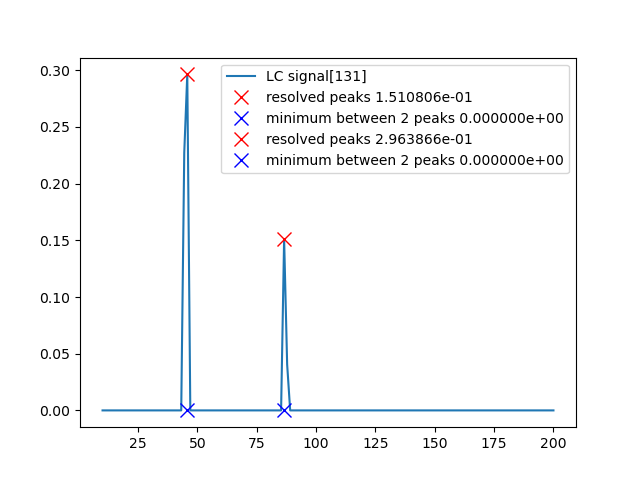 LC signal[131]
resolved peaks 1.510806e-01
minimum between 2 peaks 0.000000e+00
resolved peaks 2.963866e-01
minimum between 2 peaks 0.000000e+00
0.30
0.25
0.20
0.15
0.10
0.05
0.00
25 50 75 100 125 150 175 200